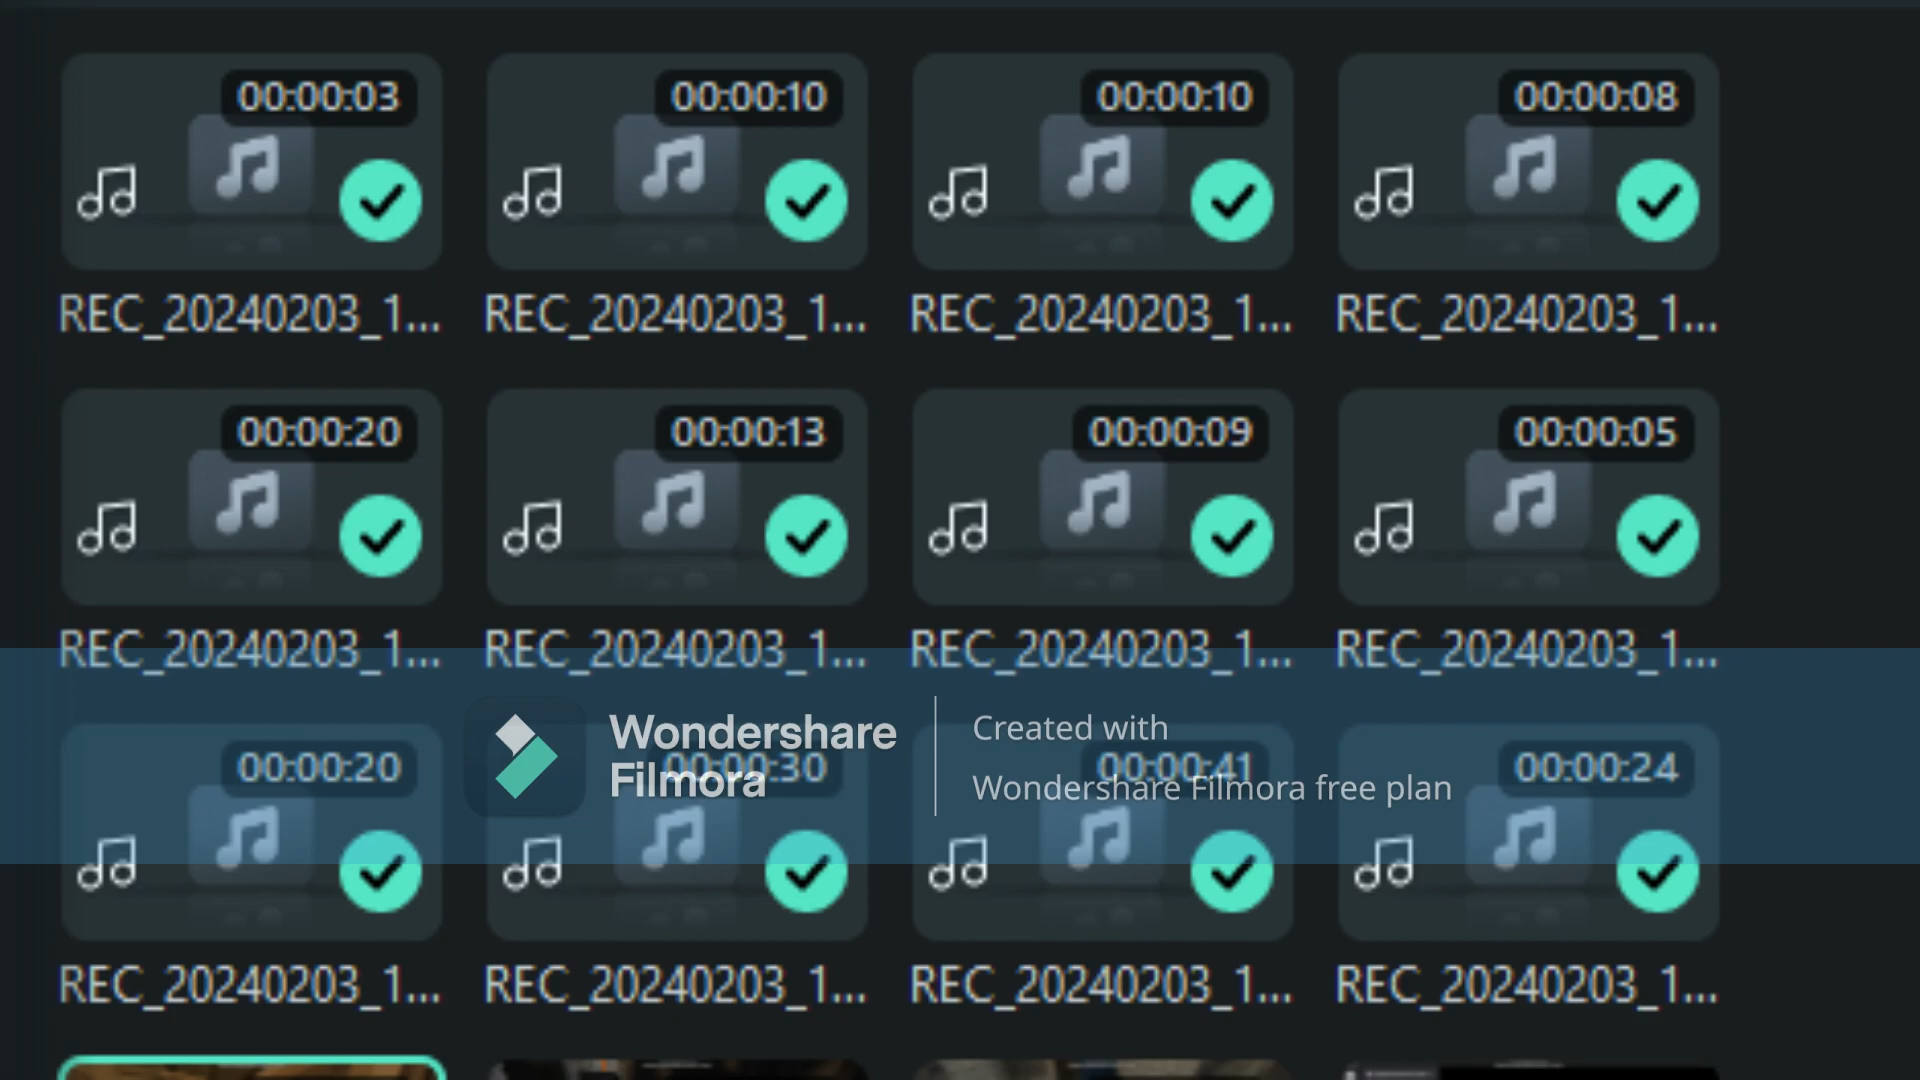 00:00:03 00:00:10 00:00:10 00:00:08
REC_20240203_1... REC_20240203_1... REC_20240203_1... REC_20240203_1...
00:00:20 00:00:13 00:00:09 00:00:05
REC_20240203_1... REC_20240203_1... REC_20240203_1... REC_20240203_1...
Wondershare
Filmora
Created with
Wondershare Filmora free plan
00:00:20 00:00:30 00:00:41 00:00:24
REC_20240203_1... REC_20240203_1... REC_20240203_1... REC_20240203_1...